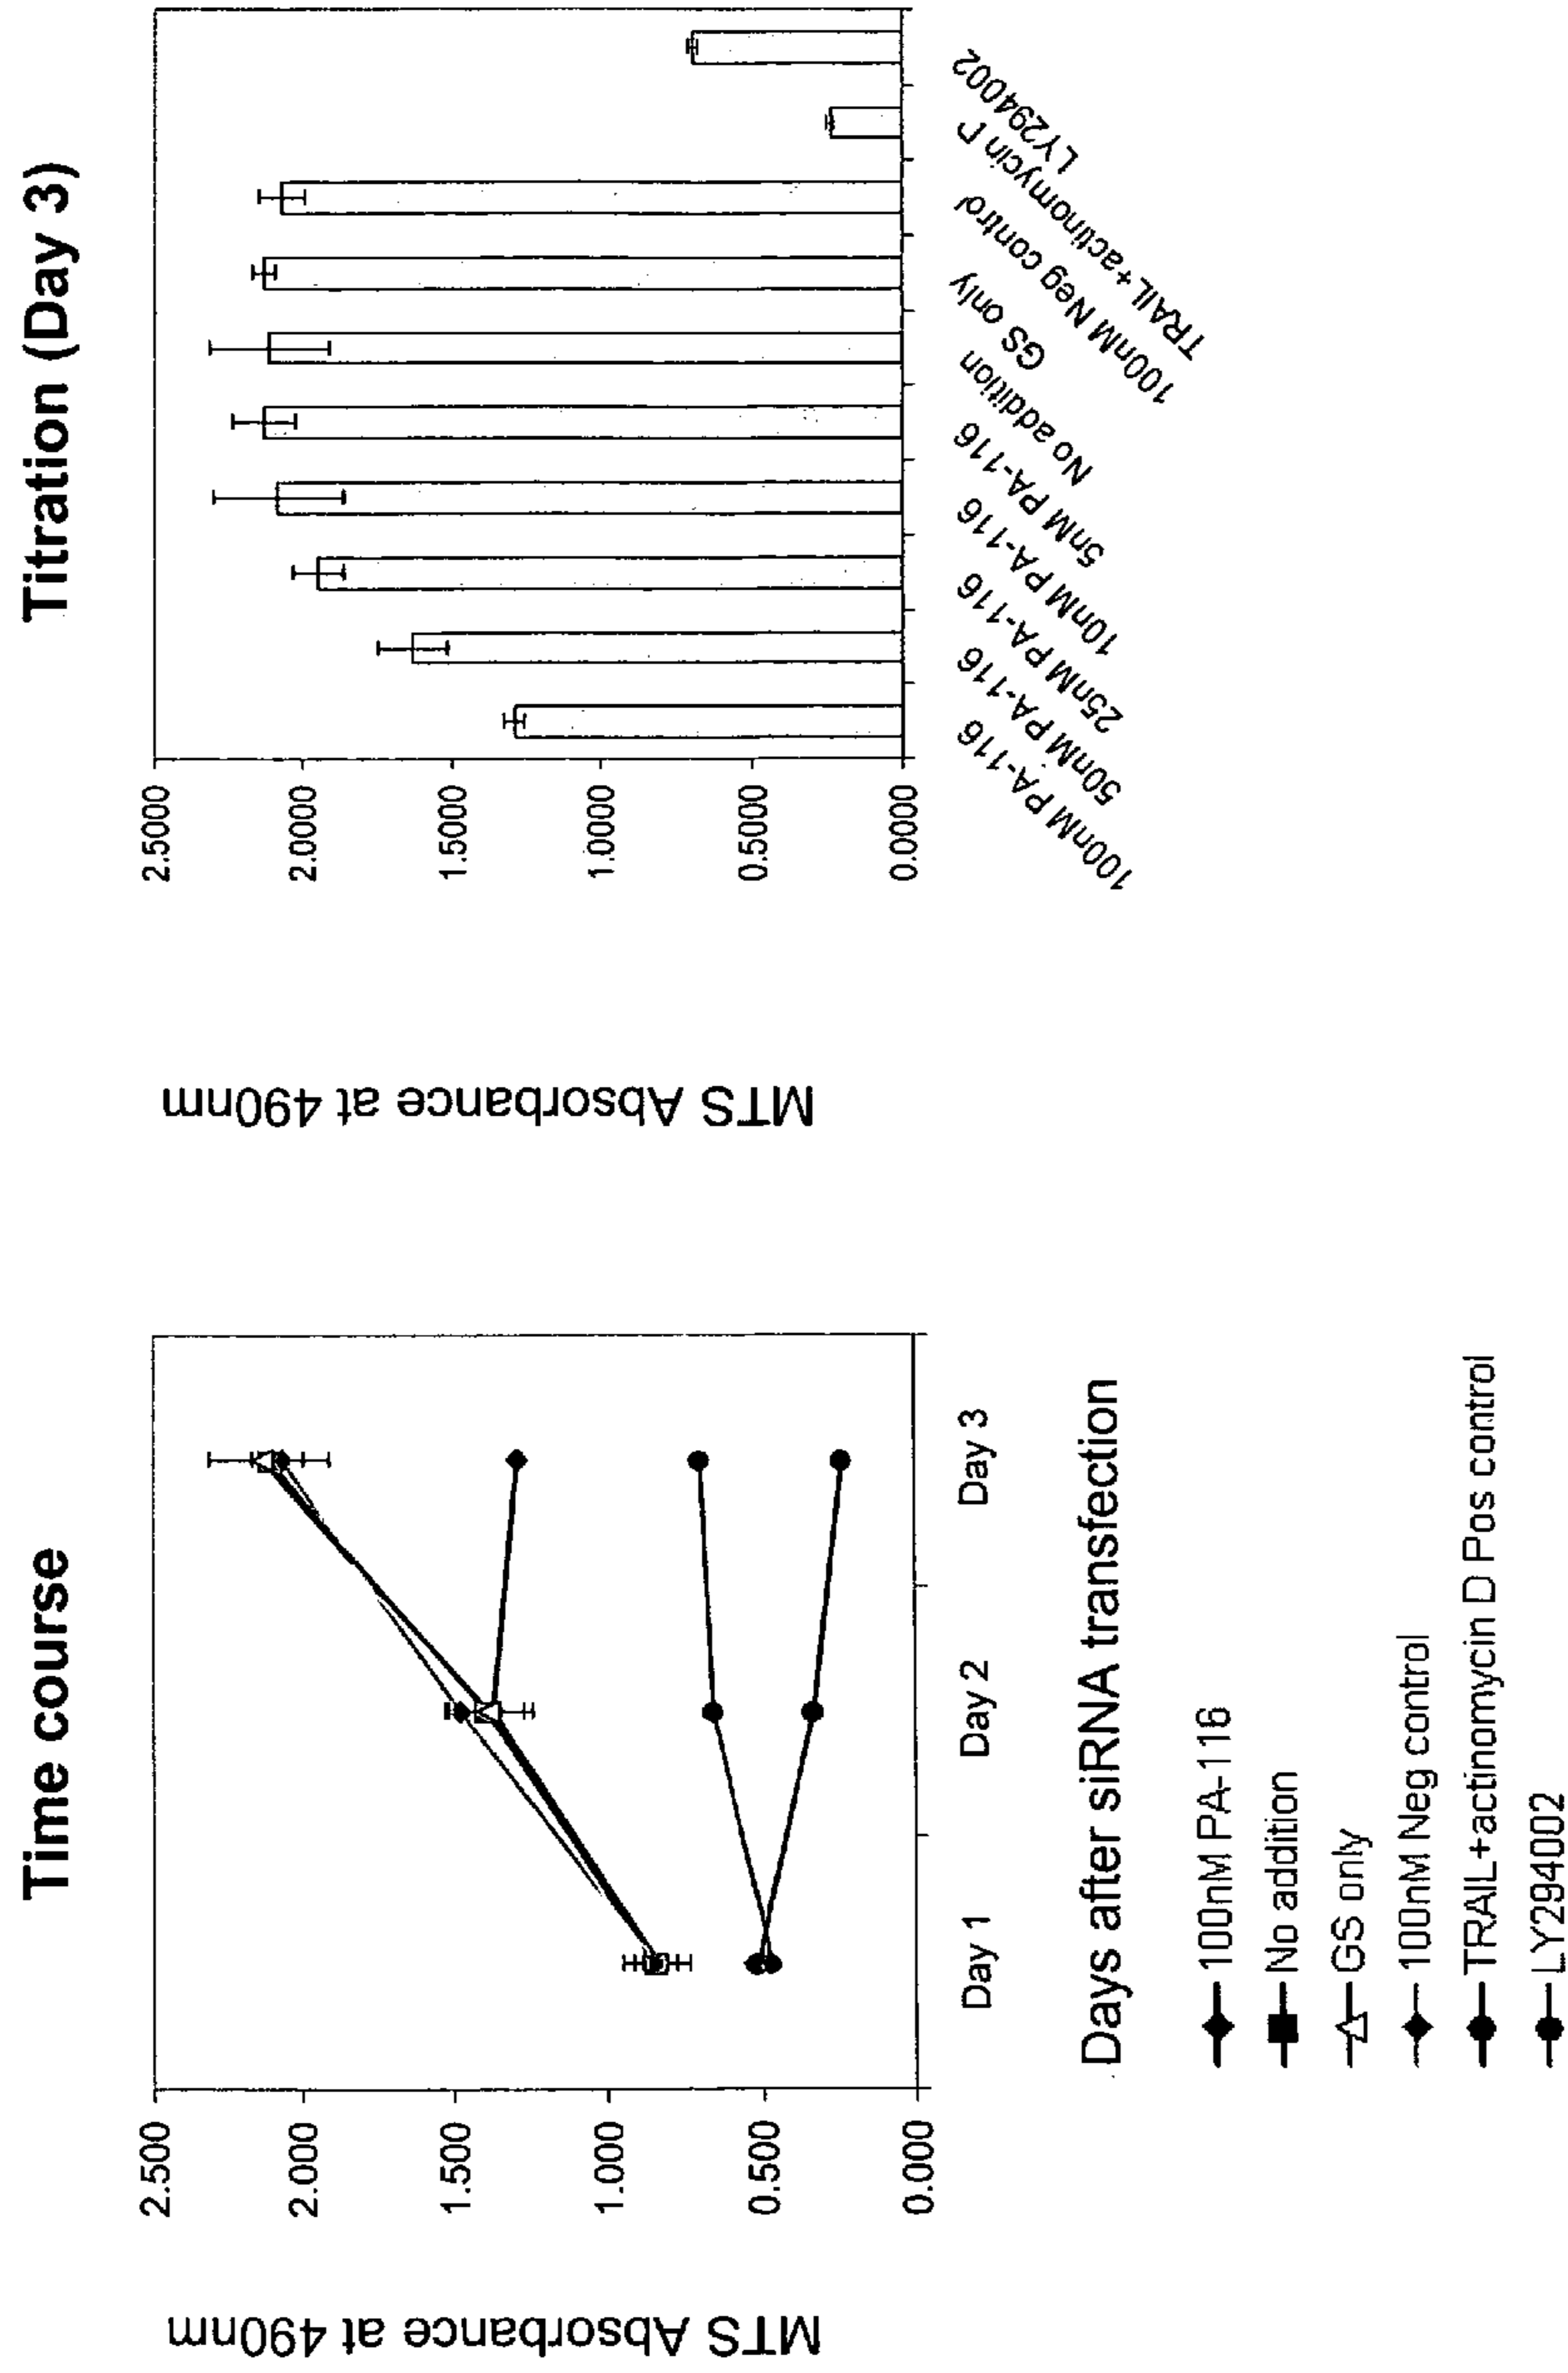 Time course
MTS Absorbance at 490nm
2.500
2.000
1.500
1.000
0.500
0.000
Day 1
Day 2
Day 3
Days after siRNA transfection
100nM PA-116
No addition
GS only
100nM Neg control
TRAIL+actinomycin D Pos control
LY294002
Titration (Day 3)
MTS Absorbance at 490nm
2.5000
2.0000
1.5000
1.0000
0.5000
0.0000
100nM PA-116
50nM PA-116
25nM PA-116
10nM PA-116
5nM PA-116
No addition
GS only
100nM Neg control
TRAIL+actinomycin
LY294002